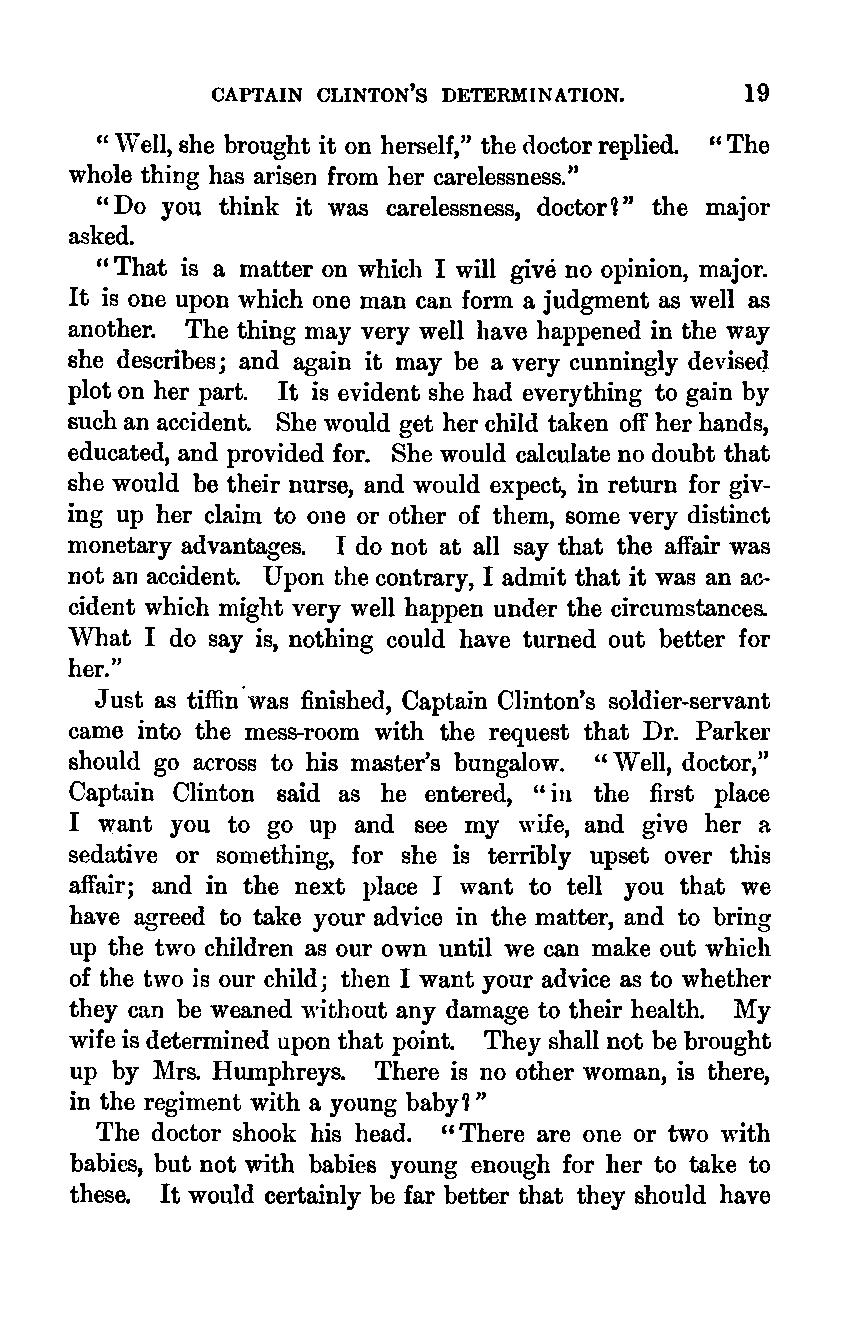 CAPTAIN CLINTON'S DETERMINATION. 19
"Well, she brought it on herself," the doctor replied. "The
whole thing has arisen from her carelessness."
"Do you think it was carelessness, doctor?" the major
asked.
"That is a matter on which I will give no opinion, major.
It is one upon which one man can form a judgment as well as
another. The thing may very well have happened in the way
she describes; and again it may be a very cunningly devised
plot on her part. It is evident she had everything to gain by
such an accident. She would get her child taken off her hands,
educated, and provided for. She would calculate no doubt that
she would be their nurse, and would expect, in return for giv-
ing up her claim to one or other of them, some very distinct
monetary advantages. I do not at all say that the affair was
not an accident. Upon the contrary, I admit that it was an ac-
cident which might very well happen under the circumstances.
What I do say is, nothing could have turned out better for
her."
Just as tiffin was finished, Captain Clinton's soldier-servant
came into the mess-room with the request that Dr. Parker
should go across to his master's bungalow. "Well, doctor,"
Captain Clinton said as he entered, "in the first place
I want you to go up and see my wife, and give her a
sedative or something, for she is terribly upset over this
affair; and in the next place I want to tell you that we
have agreed to take your advice in the matter, and to bring
up the two children as our own until we can make out which
of the two is our child; then I want your advice as to whether
they can be weaned without any damage to their health. My
wife is determined upon that point. They shall not be brought
up by Mrs. Humphreys. There is no other woman, is there,
in the regiment with a young baby?"
The doctor shook his head. "There are one or two with
babies, but not with babies young enough for her to take to
these. It would certainly be far better that they should have